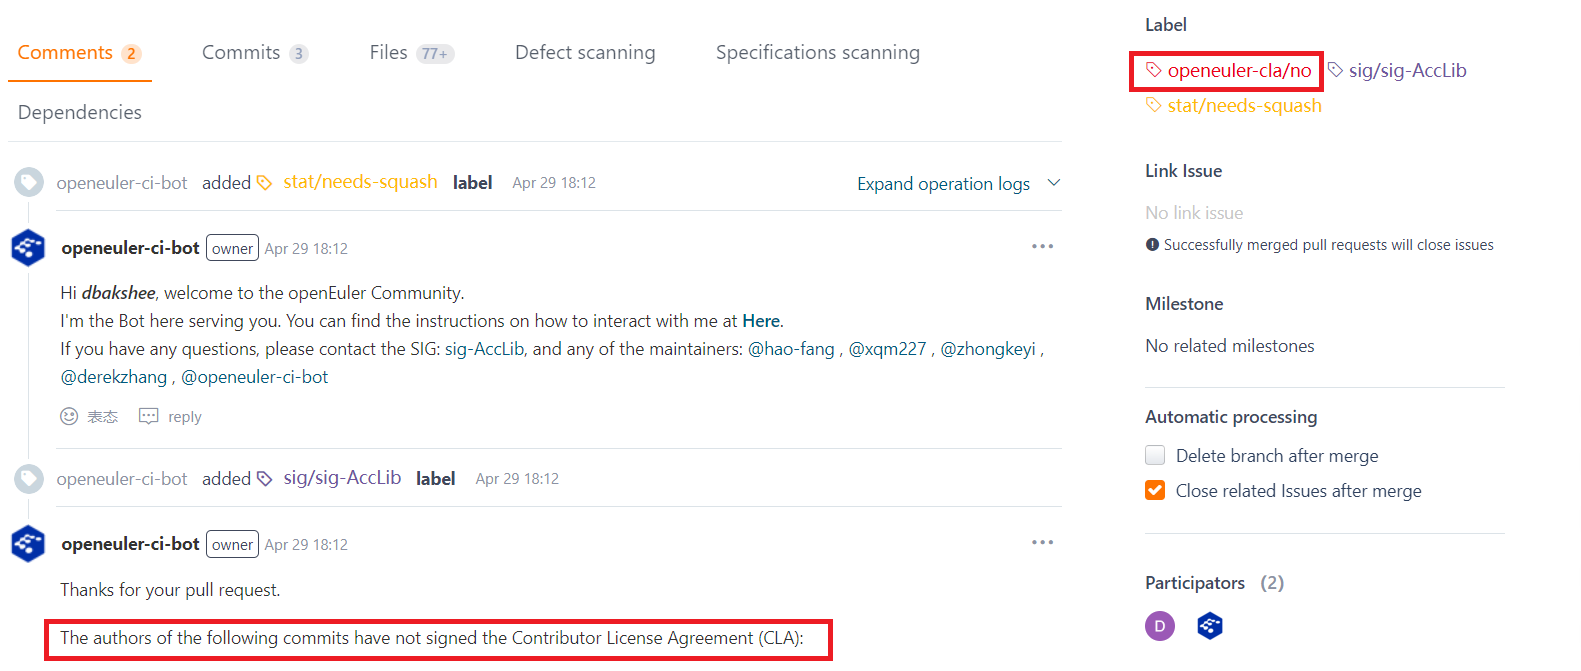 Comments 2 Commits 3 Files 77+ Defect scanning Specifications scanning
Dependencies
openeuler-ci-bot added stat/needs-squash label Apr 29 18:12 Expand operation logs
openeuler-ci-bot owner Apr 29 18:12
Hi dbakshee, welcome to the openEuler Community.
I'm the Bot here serving you. You can find the instructions on how to interact with me at Here.
If you have any questions, please contact the SIG: sig-AccLib, and any of the maintainers: @hao-fang , @xqm227 , @zhongkeyi ,
@derekzhang , @openeuler-ci-bot
表态 reply
openeuler-ci-bot added sig/sig-AccLib label Apr 29 18:12
openeuler-ci-bot owner Apr 29 18:12
Thanks for your pull request.
The authors of the following commits have not signed the Contributor License Agreement (CLA):
Label
openeuler-cla/no sig/sig-AccLib
stat/needs-squash
Link Issue
No link issue
Successfully merged pull requests will close issues
Milestone
No related milestones
Automatic processing
Delete branch after merge
Close related Issues after merge
Participators (2)
D